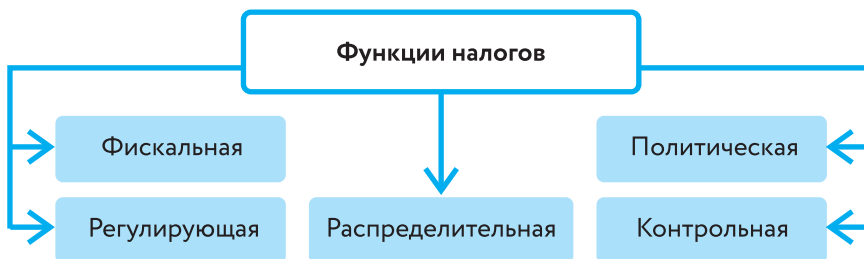 Функции налогов
Фискальная
Политическая
Регулирующая
Распределительная
Контрольная